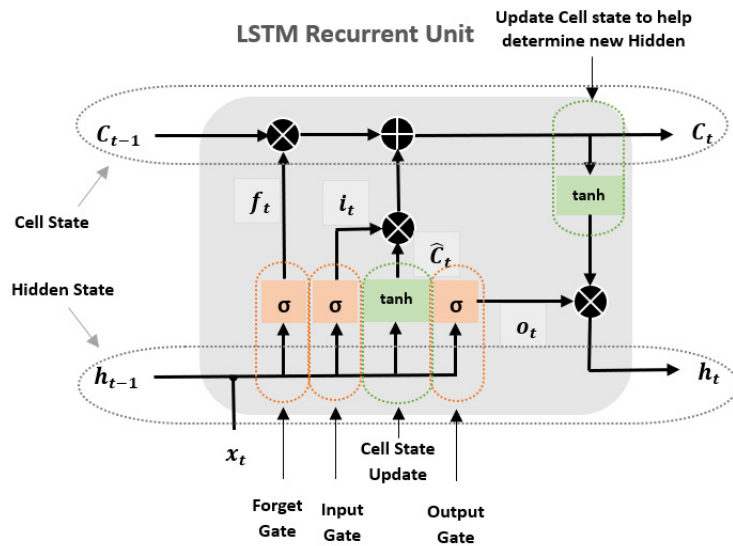 Update Cell state to help
determine new Hidden
LSTM Recurrent Unit
C_{t-1}
C_t
tanh
f_t
i_t
Ĉ_t
Cell State
Hidden State
σ
σ
tanh
σ
o_t
h_{t-1}
h_t
x_t
Cell State
Update
Forget
Gate
Input
Gate
Output
Gate